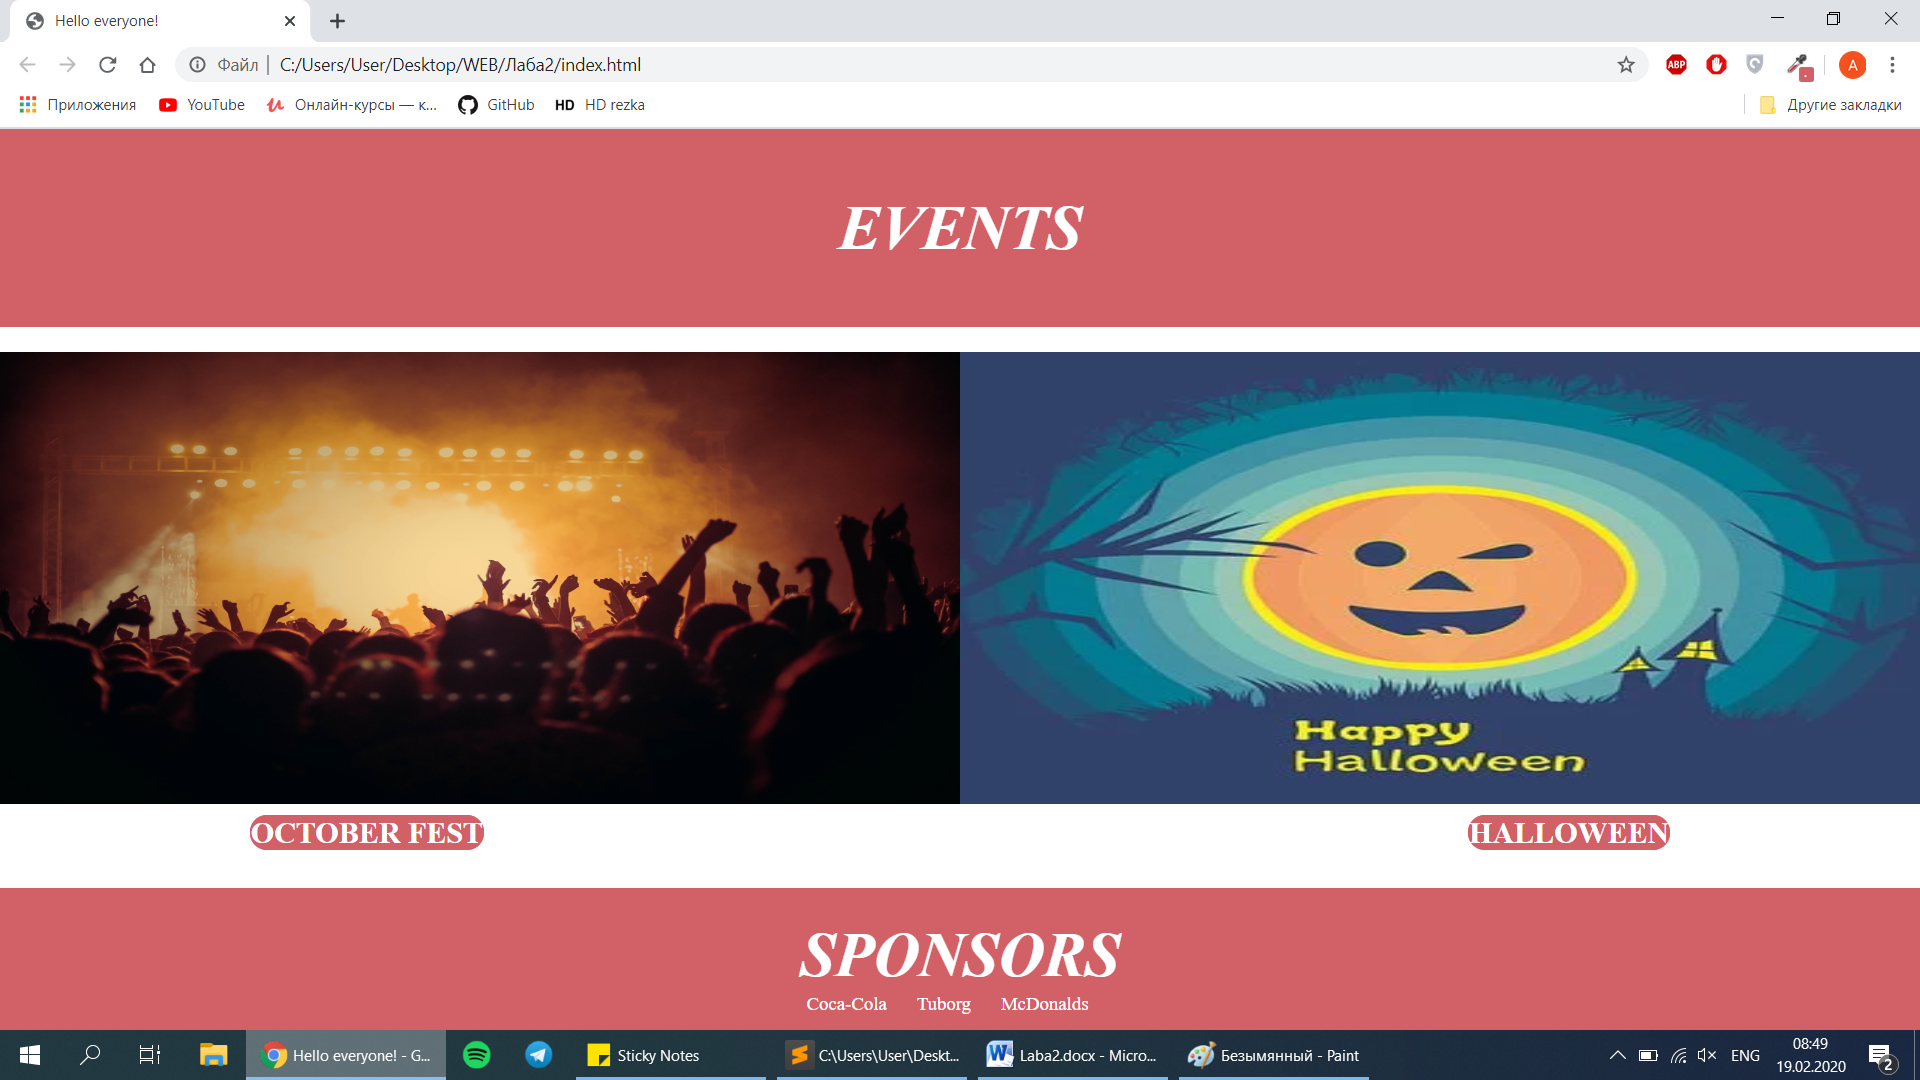 Hello everyone!
Файл | C:/Users/User/Desktop/WEB/Лаба2/index.html
ABP
A
Приложения YouTube Онлайн-курсы — к... GitHub HD HD rezka Другие закладки
EVENTS
Happy
Halloween
OCTOBER FEST HALLOWEEN
SPONSORS
Coca-Cola Tuborg McDonalds
Hello everyone! - G... Sticky Notes C:\Users\User\Deskt... Laba2.docx - Micro... Безымянный - Paint ENG
08:49
19.02.2020
2